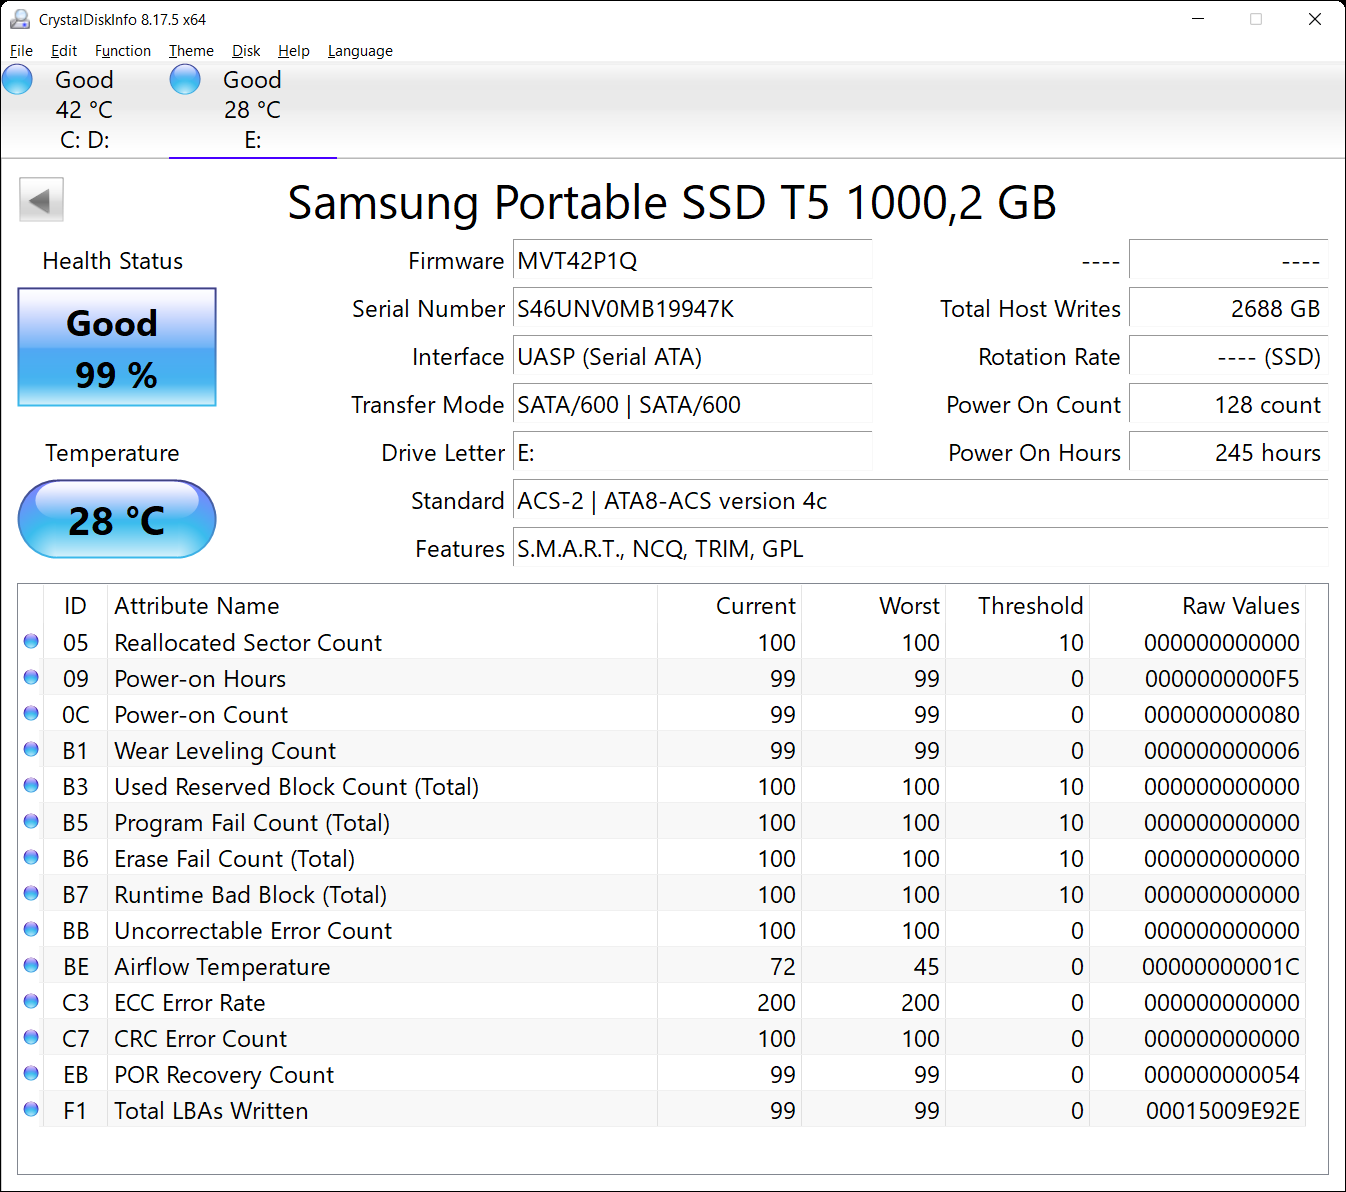 CrystalDiskInfo 8.17.5 x64
File Edit Function Theme Disk Help Language
Good Good
42 °C 28 °C
C: D: E:
Samsung Portable SSD T5 1000,2 GB
Health Status
Good
99 %
Temperature
28 °C
Firmware MVT42P1Q ---- ----
Serial Number S46UNV0MB19947K Total Host Writes 2688 GB
Interface UASP (Serial ATA) Rotation Rate ---- (SSD)
Transfer Mode SATA/600 | SATA/600 Power On Count 128 count
Drive Letter E: Power On Hours 245 hours
Standard ACS-2 | ATA8-ACS version 4c
Features S.M.A.R.T., NCQ, TRIM, GPL
ID Attribute Name Current Worst Threshold Raw Values
05 Reallocated Sector Count 100 100 10 000000000000
09 Power-on Hours 99 99 0 0000000000F5
0C Power-on Count 99 99 0 000000000080
B1 Wear Leveling Count 99 99 0 000000000006
B3 Used Reserved Block Count (Total) 100 100 10 000000000000
B5 Program Fail Count (Total) 100 100 10 000000000000
B6 Erase Fail Count (Total) 100 100 10 000000000000
B7 Runtime Bad Block (Total) 100 100 10 000000000000
BB Uncorrectable Error Count 100 100 0 000000000000
BE Airflow Temperature 72 45 0 00000000001C
C3 ECC Error Rate 200 200 0 000000000000
C7 CRC Error Count 100 100 0 000000000000
EB POR Recovery Count 99 99 0 000000000054
F1 Total LBAs Written 99 99 0 00015009E92E